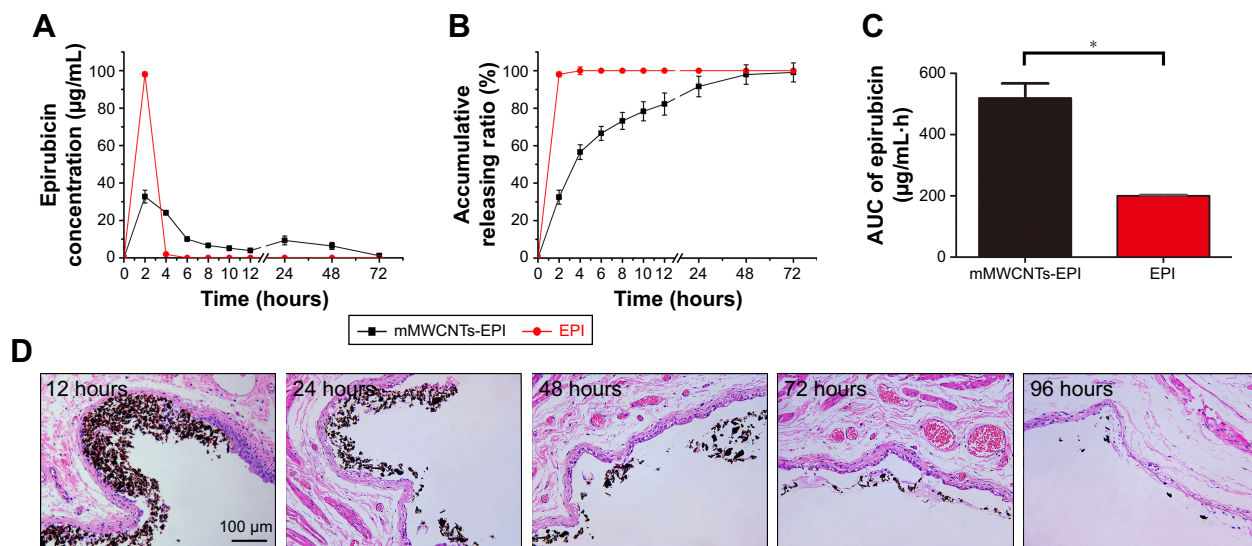 A
Epirubicin
concentration (µg/mL)
100
80
60
40
20
0
0 2 4 6 8 10 12 24 48 72
Time (hours)
B
Accumulative
releasing ratio (%)
100
80
60
40
20
0
0 2 4 6 8 10 12 24 48 72
Time (hours)
C
AUC of epirubicin
(µg/mL·h)
600
400
200
0
*
mMWCNTs-EPI EPI
mMWCNTs-EPI EPI
D
12 hours
24 hours
48 hours
72 hours
96 hours
100 µm